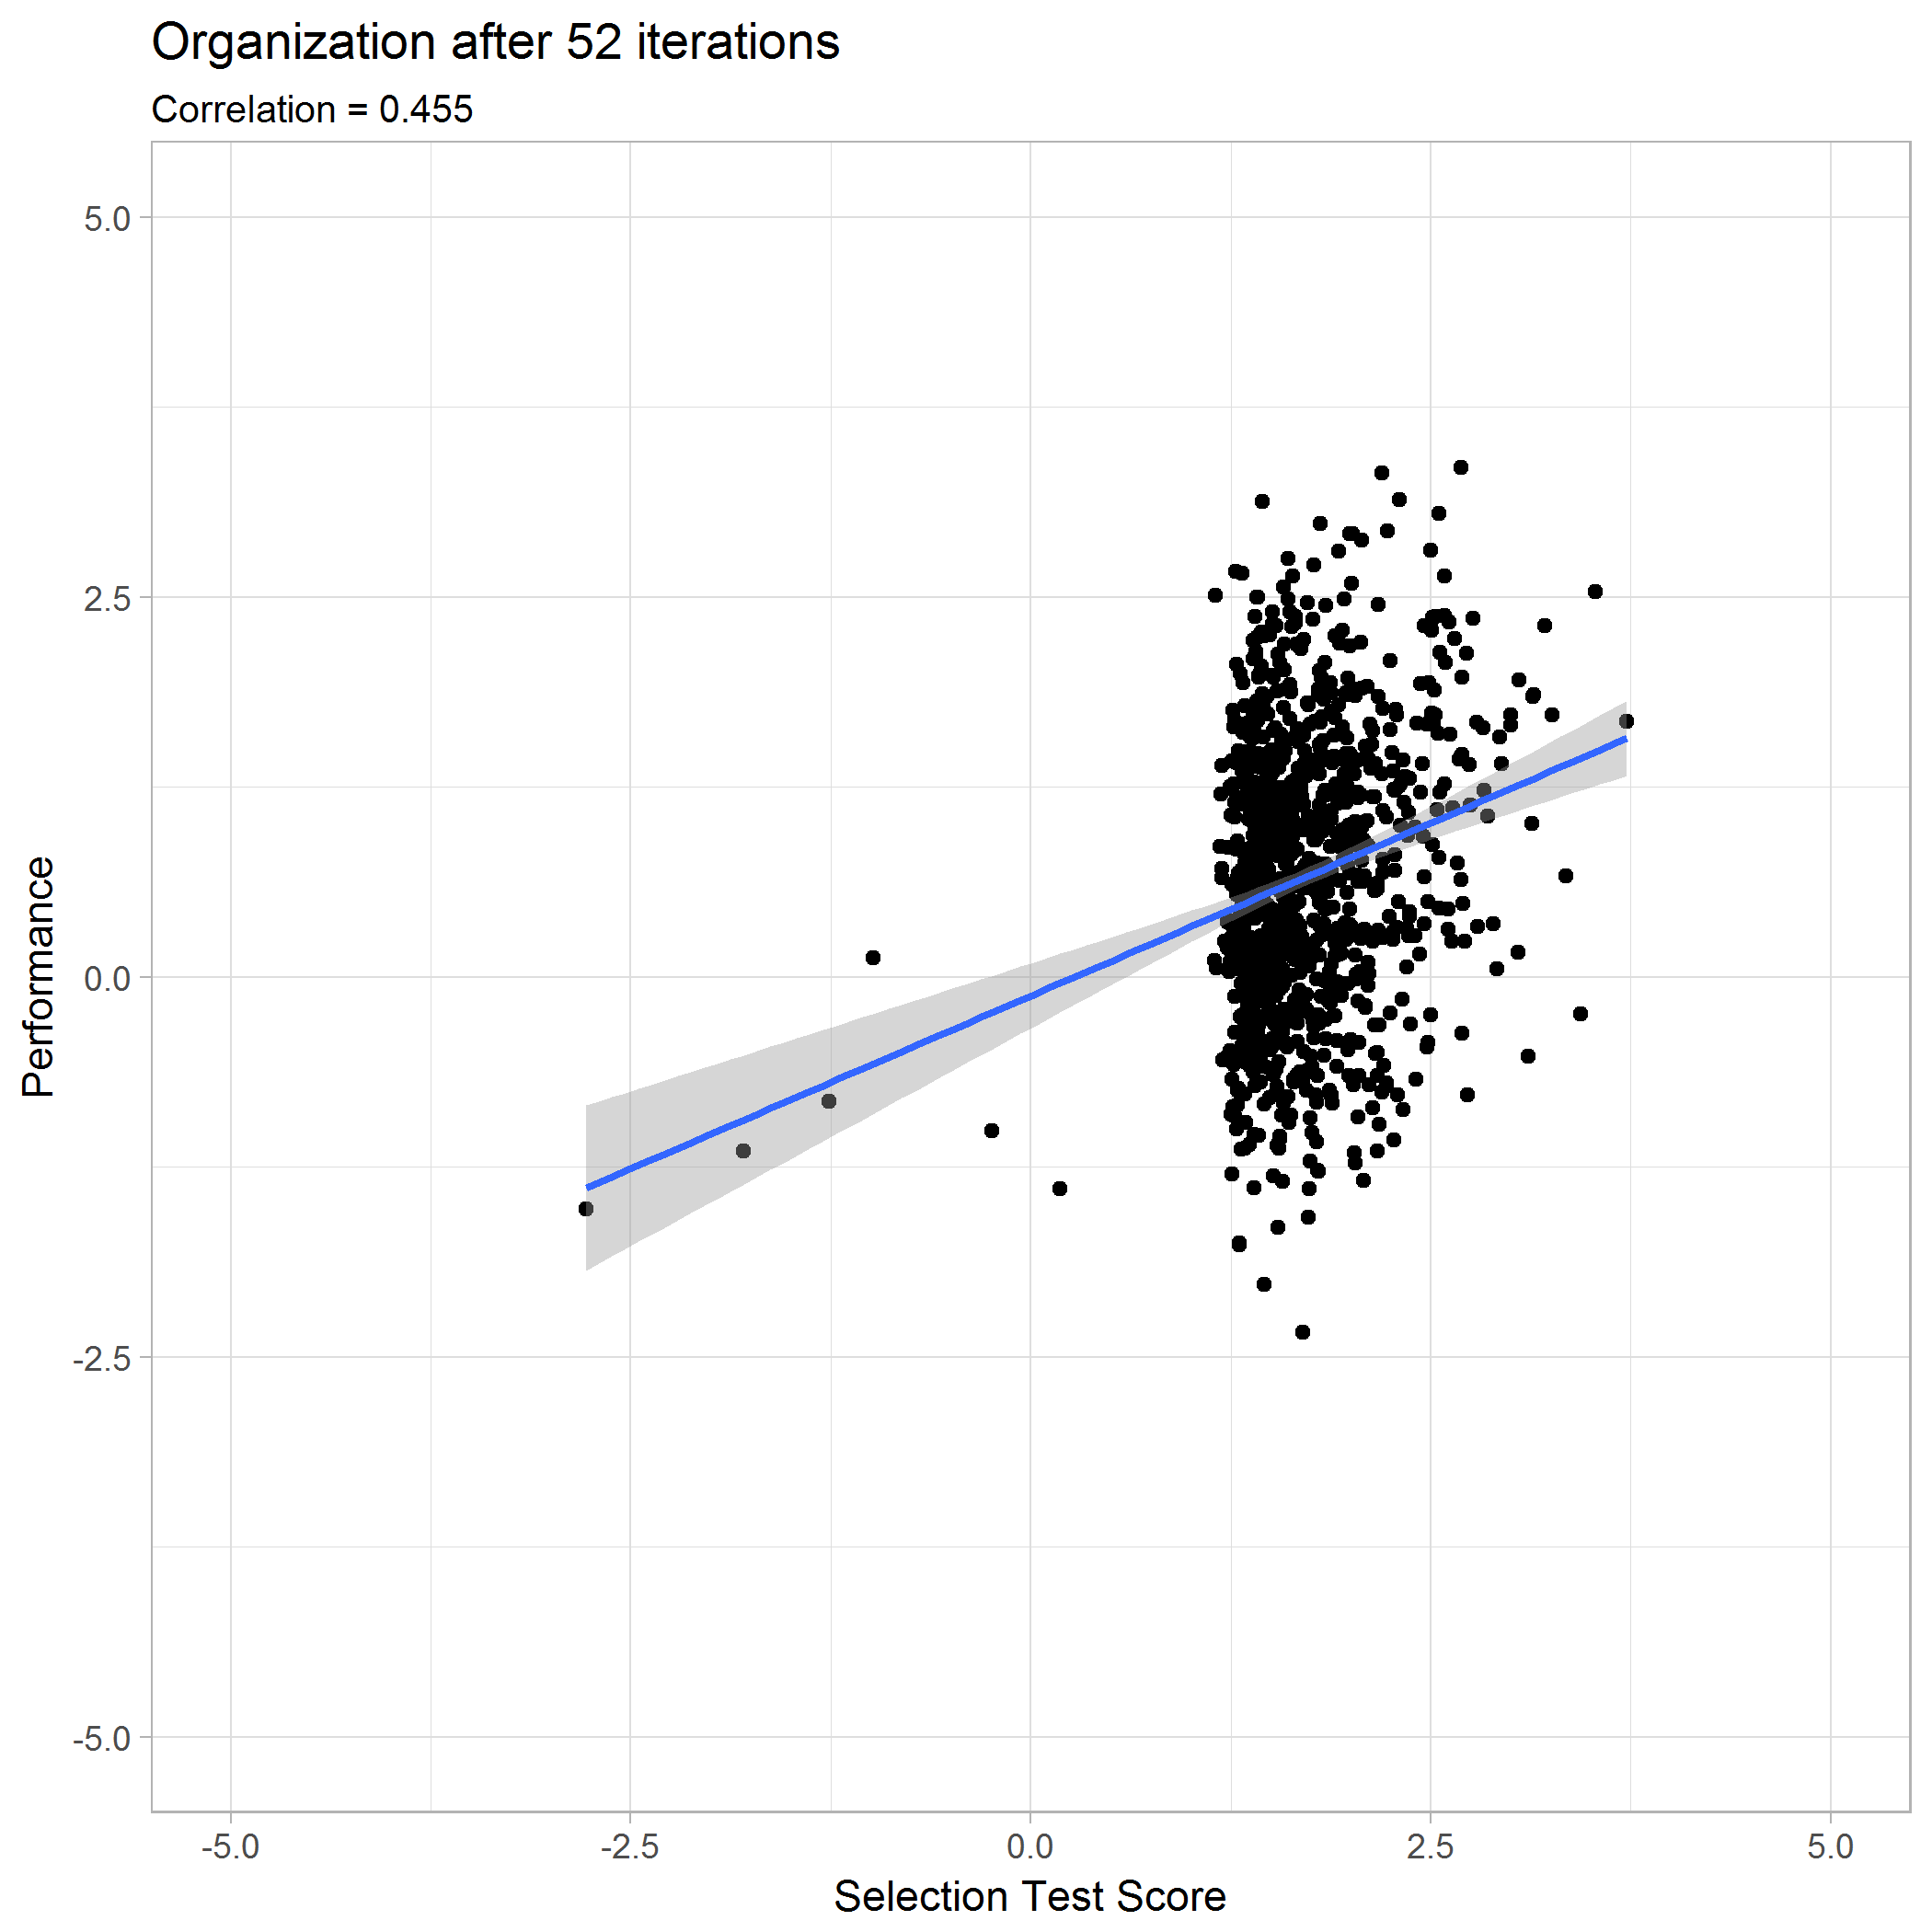 Organization after 52 iterations
Correlation = 0.455
5.0
2.5
0.0
-2.5
-5.0
Performance
-5.0 -2.5 0.0 2.5 5.0
Selection Test Score